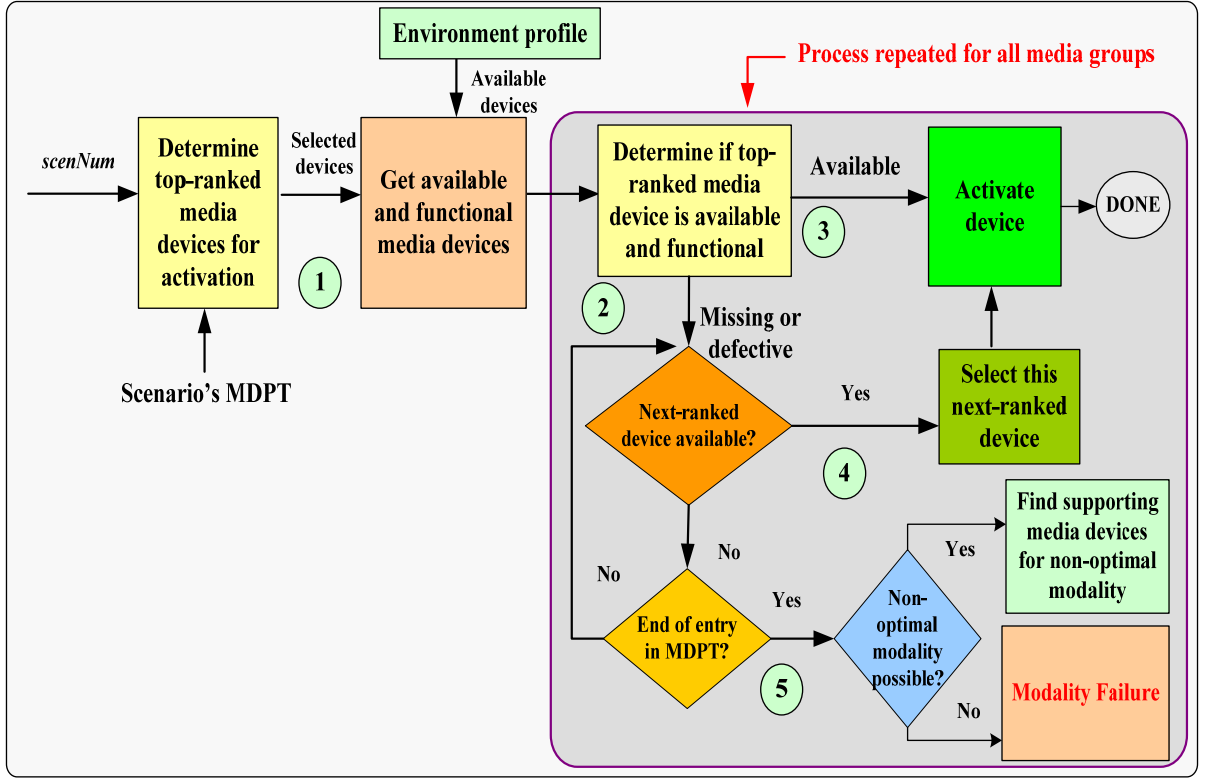 Environment profile
Process repeated for all media groups
Available
devices
scenNum
Determine
top-ranked
media
devices for
activation
Selected
devices
Get available
and functional
media devices
1
Scenario's MDPT
Determine if top-
ranked media
device is available
and functional
Available
3
Activate
device
DONE
2
Missing or
defective
Next-ranked
device available?
Yes
4
Select this
next-ranked
device
No
No
End of entry
in MDPT?
Yes
5
Non-
optimal
modality
possible?
Yes
Find supporting
media devices
for non-optimal
modality
No
Modality Failure